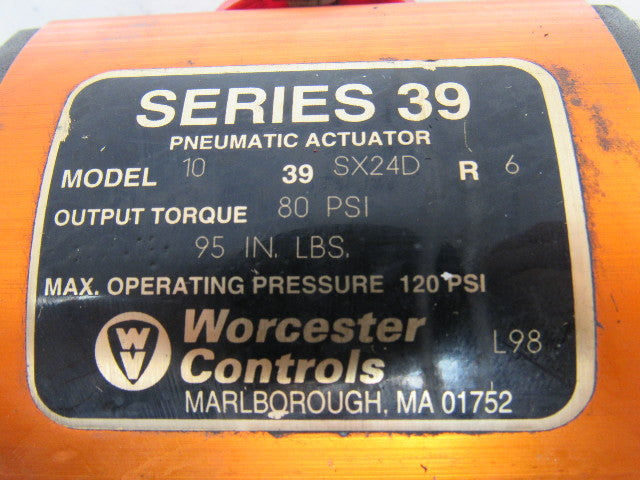 SERIES 39
PNEUMATIC ACTUATOR
MODEL 10 39 SX24D R 6
OUTPUT TORQUE 80 PSI
95 IN. LBS.
MAX. OPERATING PRESSURE 120 PSI
W Worcester
Controls L98
MARLBOROUGH, MA 01752